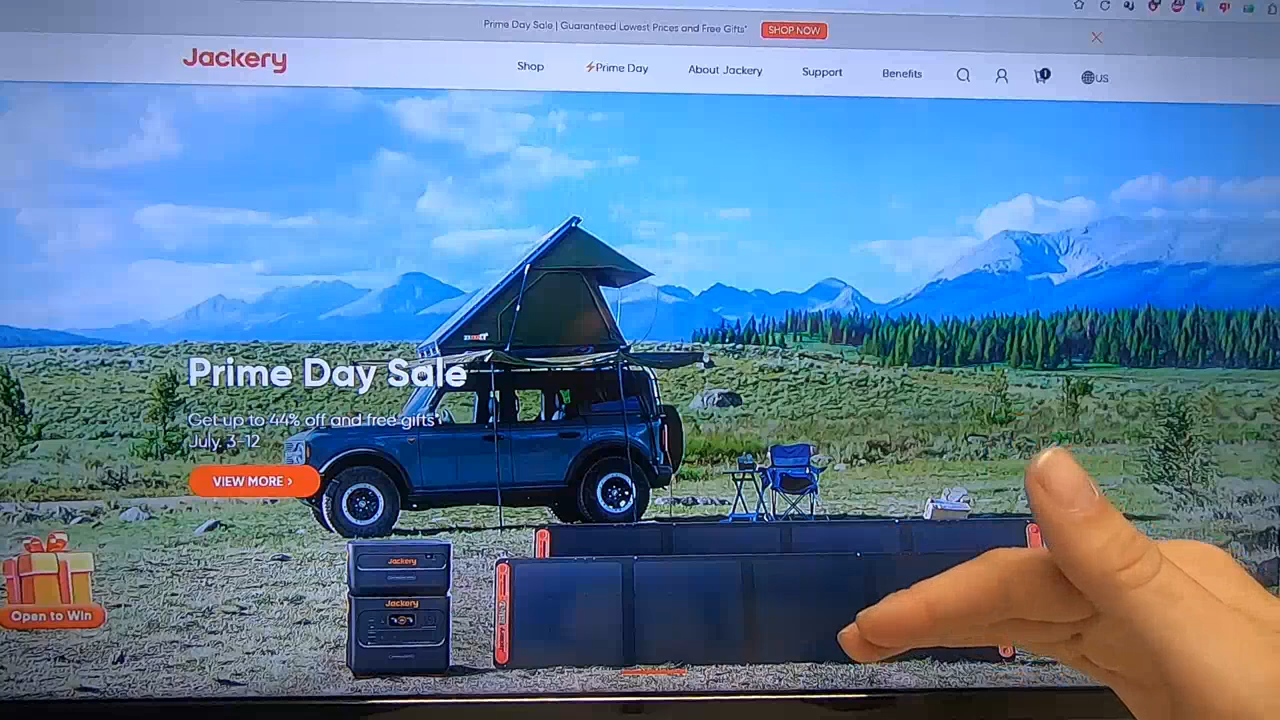 Prime Day Sale | Guaranteed Lowest Prices and Free Gifts*
SHOP NOW
Jackery
Shop
⚡Prime Day
About Jackery
Support
Benefits
1
US
Prime Day Sale
Get up to 44% off and free gifts*
July. 3-12
VIEW MORE ›
Open to Win
Jackery
Jackery